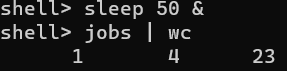 shell> sleep 50 &
shell> jobs | wc
      1       4      23